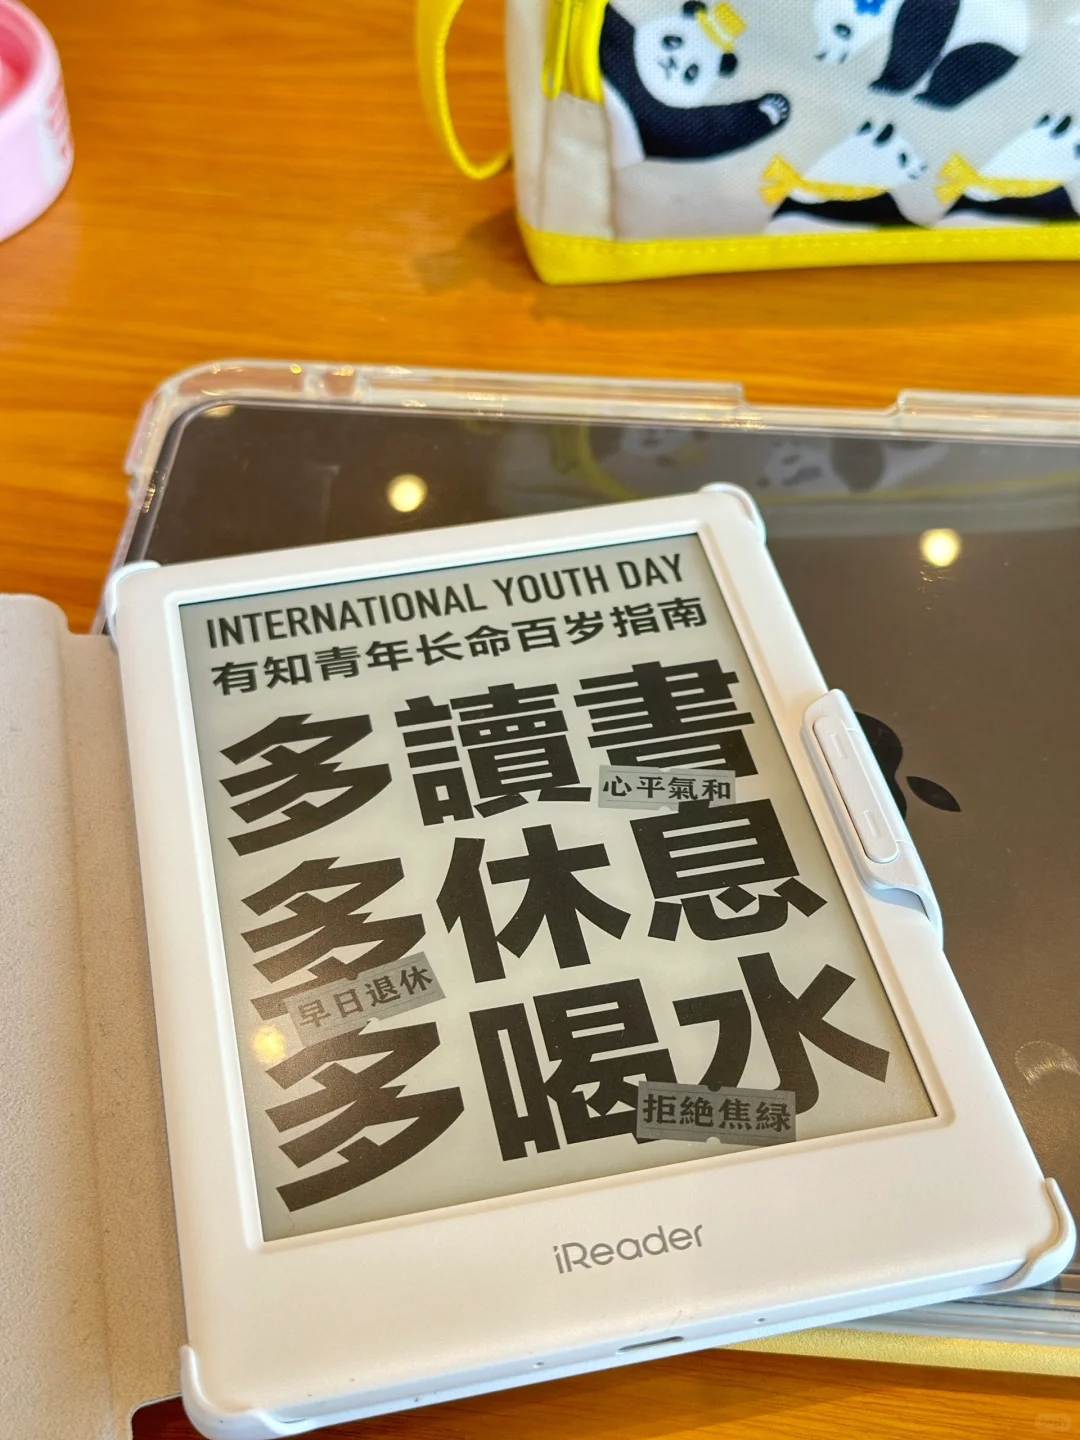 INTERNATIONAL YOUTH DAY
有知青年长命百岁指南
多讀書
心平氣和
多休息
早日退休
多喝水
拒絶焦緑
iReader